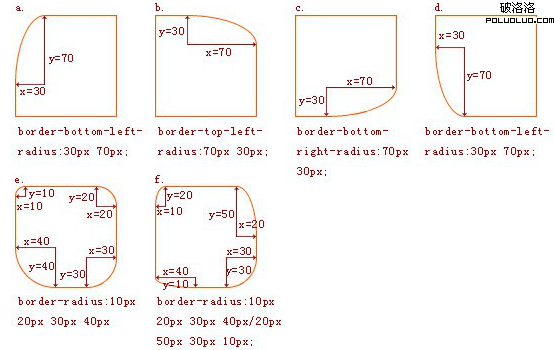 破洛洛
POLUOLUO.COM
a.
y=70
x=30
border-bottom-left-
radius:30px 70px;
b.
y=30
x=70
border-top-left-
radius:70px 30px;
c.
x=70
y=30
border-bottom-
right-radius:70px
30px;
d.
x=30
y=70
border-bottom-left-
radius:30px 70px;
e.
y=10
x=10
y=20
x=20
x=40
y=40
x=30
y=30
border-radius:10px
20px 30px 40px
f.
y=20
x=10
y=50
x=20
x=40
y=10
x=30
y=30
border-radius:10px
20px 30px 40px/20px
50px 30px 10px;